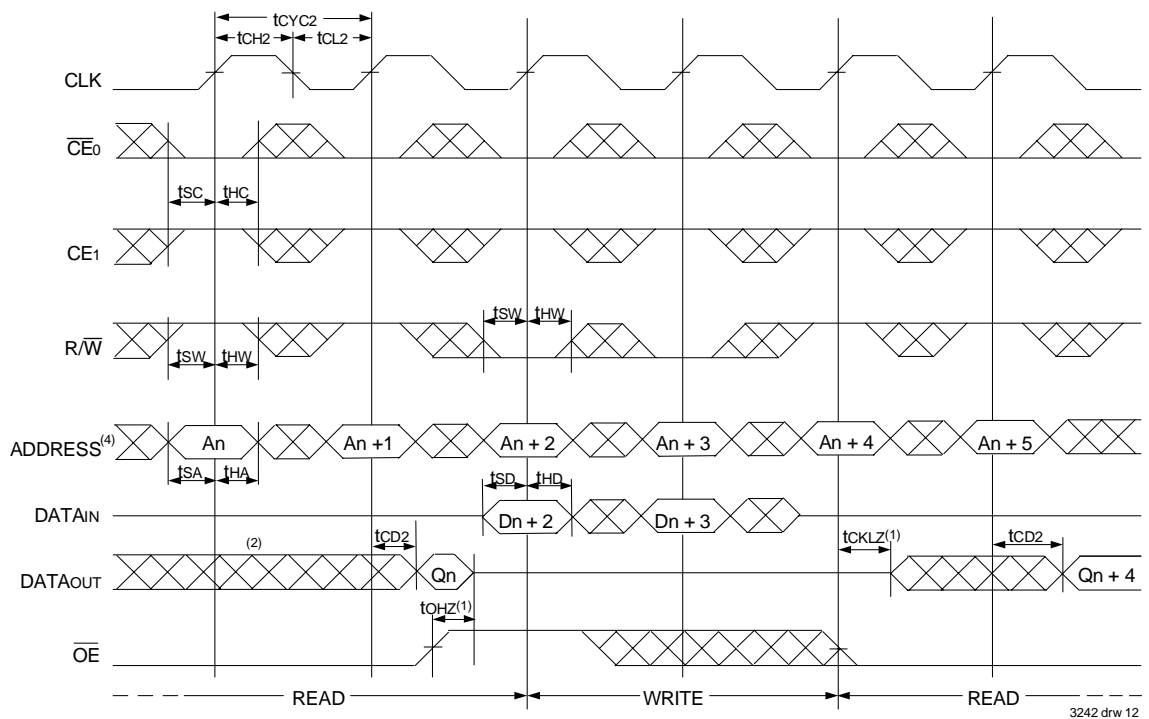 tCYC2
tCH2 tCL2
CLK
CE0
tSC tHC
CE1
tSW tHW
R/W
tSW tHW
ADDRESS(4) An An +1 An + 2 An + 3 An + 4 An + 5
tSA tHA tSD tHD
DATAIN Dn + 2 Dn + 3
(2) tCD2 tCKLZ(1) tCD2
DATAOUT Qn Qn + 4
tOHZ(1)
OE
READ WRITE READ
3242 drw 12